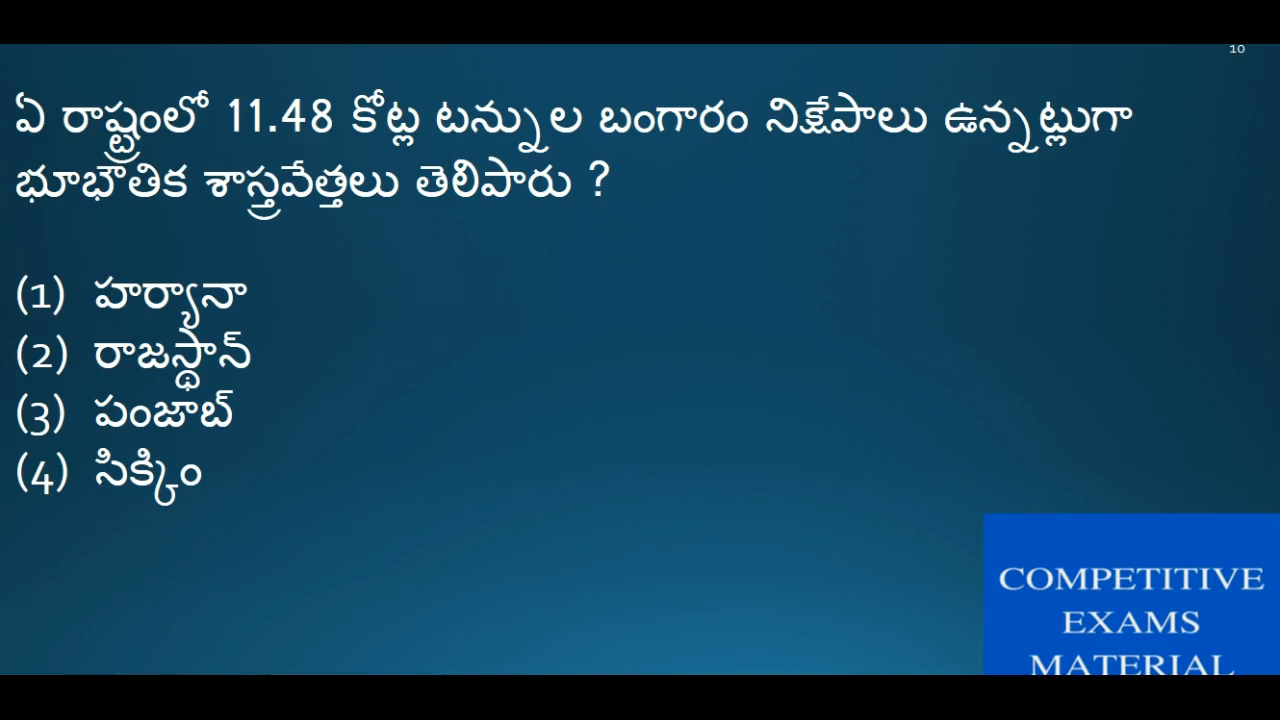 10
ఏ రాష్ట్రంలో 11.48 కోట్ల టన్నుల బంగారం నిక్షేపాలు ఉన్నట్లుగా
భూభౌతిక శాస్త్రవేత్తలు తెలిపారు ?
(1) హర్యానా
(2) రాజస్థాన్
(3) పంజాబ్
(4) సిక్కిం
COMPETITIVE
EXAMS
MATERIAL